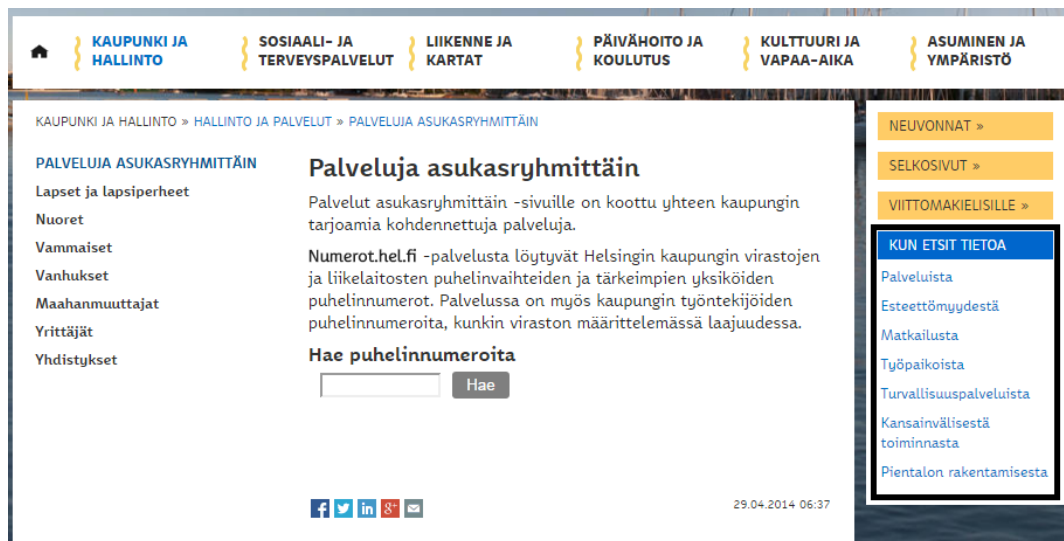 KAUPUNKI JA
HALLINTO
SOSIAALI- JA
TERVEYSPALVELUT
LIIKENNE JA
KARTAT
PÄIVÄHOITO JA
KOULUTUS
KULTTUURI JA
VAPAA-AIKA
ASUMINEN JA
YMPÄRISTÖ
KAUPUNKI JA HALLINTO » HALLINTO JA PALVELUT » PALVELUJA ASUKASRYHMITTÄIN
PALVELUJA ASUKASRYHMITTÄIN
Lapset ja lapsiperheet
Nuoret
Vammaiset
Vanhukset
Maahanmuuttajat
Yrittäjät
Yhdistykset
Palveluja asukasryhmittäin
Palvelut asukasryhmittäin -sivuille on koottu yhteen kaupungin
tarjoamia kohdennettuja palveluja.
Numerot.hel.fi -palvelusta löytyvät Helsingin kaupungin virastojen
ja liikelaitosten puhelinvaihteiden ja tärkeimpien yksiköiden
puhelinnumerot. Palvelussa on myös kaupungin työntekijöiden
puhelinnumeroita, kunkin viraston määrittelemässä laajuudessa.
Hae puhelinnumeroita
Hae
29.04.2014 06:37
NEUVONNAT »
SELKOSIVUT »
VIITTOMAKIELISILLE »
KUN ETSIT TIETOA
Palveluista
Esteettömyydestä
Matkailusta
Työpaikoista
Turvallisuuspalveluista
Kansainvälisestä
toiminnasta
Pientalon rakentamisesta